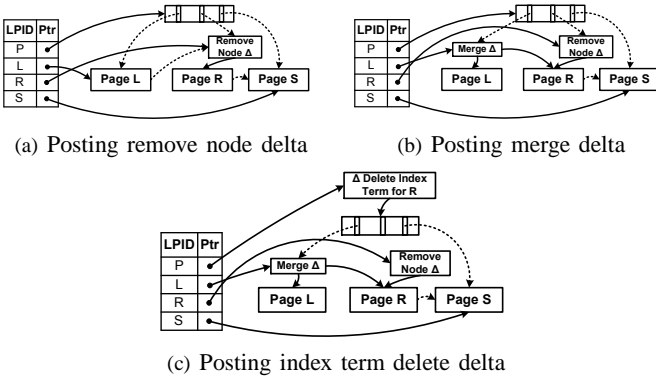 LPID Ptr
P
L
R
S
Remove
Node Δ
Page L
Page R
Page S
(a) Posting remove node delta
LPID Ptr
P
L
R
S
Merge Δ
Remove
Node Δ
Page L
Page R
Page S
(b) Posting merge delta
Δ Delete Index
Term for R
LPID Ptr
P
L
R
S
Merge Δ
Remove
Node Δ
Page L
Page R
Page S
(c) Posting index term delete delta